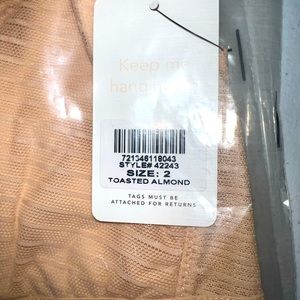 Keep me
hang
721346118043
STYLE# 42243
SIZE: 2
TOASTED ALMOND
TAGS MUST BE
ATTACHED FOR RETURNS